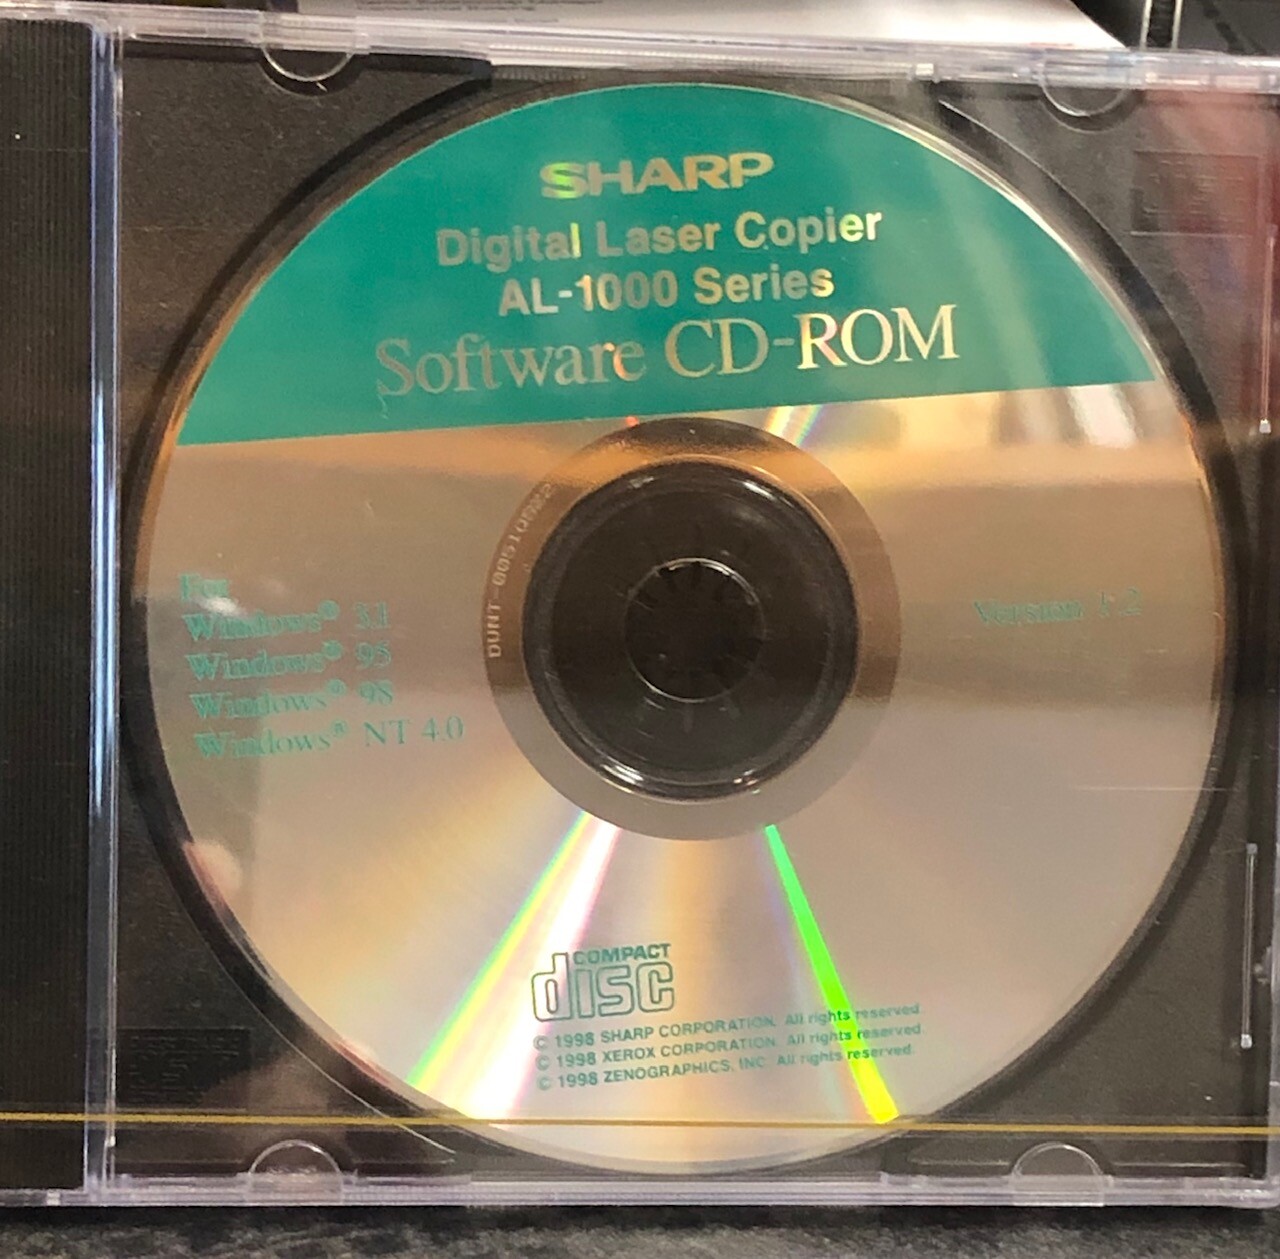 SHARP
Digital Laser Copier
AL-1000 Series
Software CD-ROM
DUNT-00510922
For
Windows® 3.1
Windows® 95
Windows® 98
Windows® NT 4.0
Version 1.2
COMPACT
disc
© 1998 SHARP CORPORATION. All rights reserved.
© 1998 XEROX CORPORATION. All rights reserved.
© 1998 ZENOGRAPHICS, INC. All rights reserved.